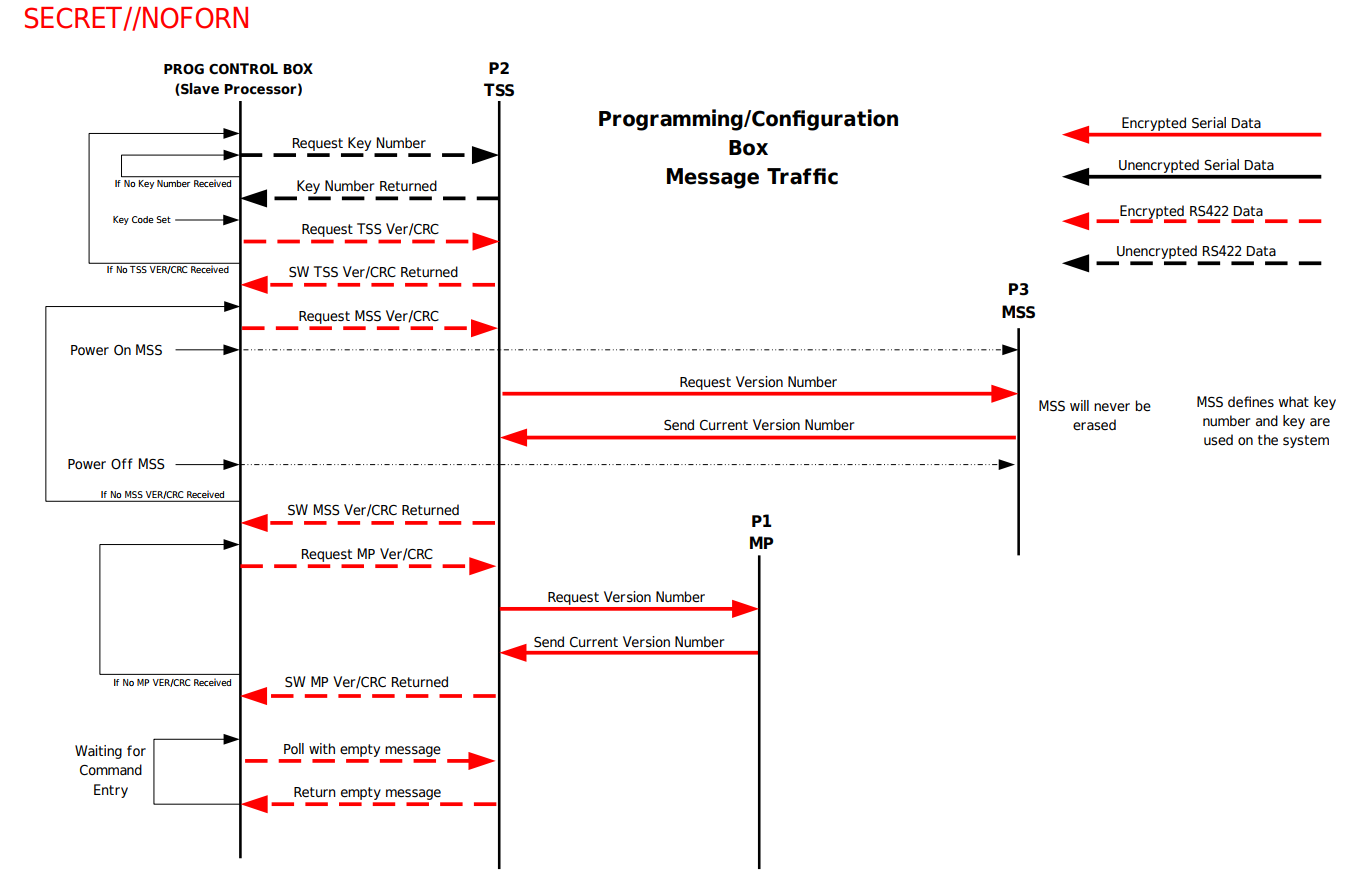 SECRET//NOFORN
PROG CONTROL BOX
(Slave Processor)
P2
TSS
Programming/Configuration
Box
Message Traffic
Encrypted Serial Data
Unencrypted Serial Data
Encrypted RS422 Data
Unencrypted RS422 Data
Request Key Number
If No Key Number Received
Key Number Returned
Key Code Set
Request TSS Ver/CRC
If No TSS VER/CRC Received
SW TSS Ver/CRC Returned
P3
MSS
Request MSS Ver/CRC
Power On MSS
Request Version Number
MSS will never be
erased
MSS defines what key
number and key are
used on the system
Send Current Version Number
Power Off MSS
If No MSS VER/CRC Received
SW MSS Ver/CRC Returned
P1
MP
Request MP Ver/CRC
Request Version Number
Send Current Version Number
If No MP VER/CRC Received
SW MP Ver/CRC Returned
Waiting for
Command
Entry
Poll with empty message
Return empty message